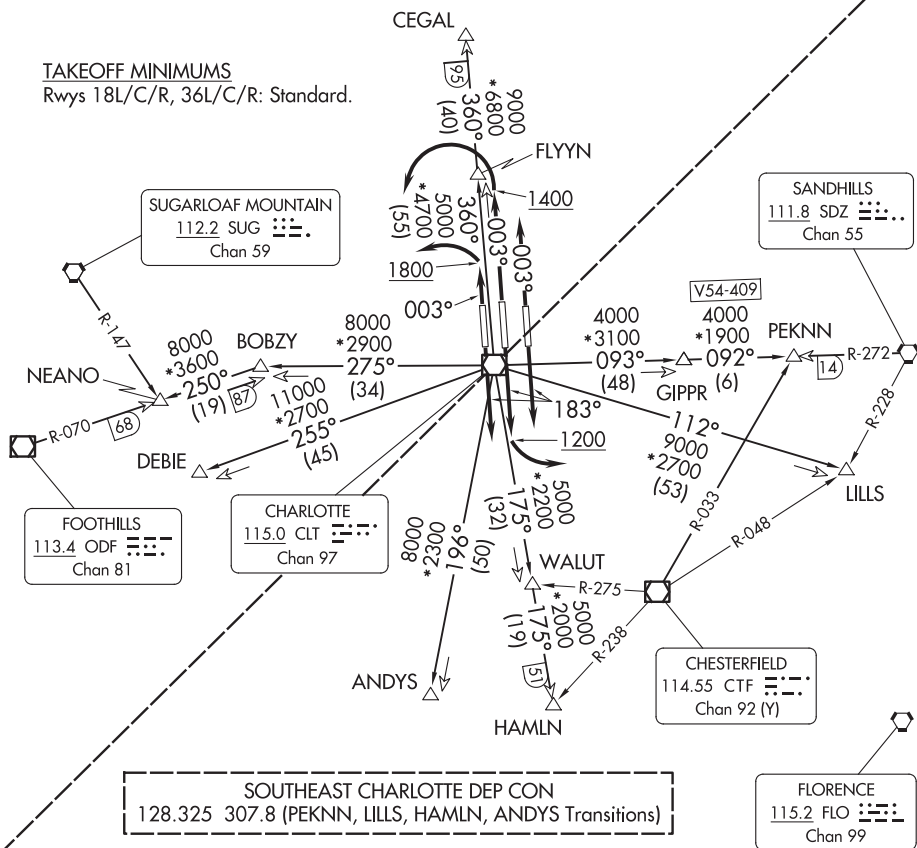 CEGAL
TAKEOFF MINIMUMS
Rwys 18L/C/R, 36L/C/R: Standard.
95
9000
*6800
360°
(40)
FLYYN
1400
5000
*4700
360°
(55)
003°
003°
1800
003°
SUGARLOAF MOUNTAIN
112.2 SUG
Chan 59
SANDHILLS
111.8 SDZ
Chan 55
R-147
V54-409
BOBZY
8000
*2900
275°
(34)
4000
*3100
093°
(48)
4000
*1900
092°
(6)
PEKNN
R-272
14
GIPPR
NEANO
8000
*3600
250°
(19)
87
R-070
68
11000
*2700
255°
(45)
DEBIE
183°
1200
112°
9000
*2700
(53)
R-228
LILLS
R-033
R-048
FOOTHILLS
113.4 ODF
Chan 81
CHARLOTTE
115.0 CLT
Chan 97
8000
*2300
196°
(50)
5000
*2200
175°
(32)
WALUT
R-275
5000
*2000
175°
(19)
51
R-238
ANDYS
HAMLN
CHESTERFIELD
114.55 CTF
Chan 92 (Y)
SOUTHEAST CHARLOTTE DEP CON
128.325 307.8 (PEKNN, LILLS, HAMLN, ANDYS Transitions)
FLORENCE
115.2 FLO
Chan 99